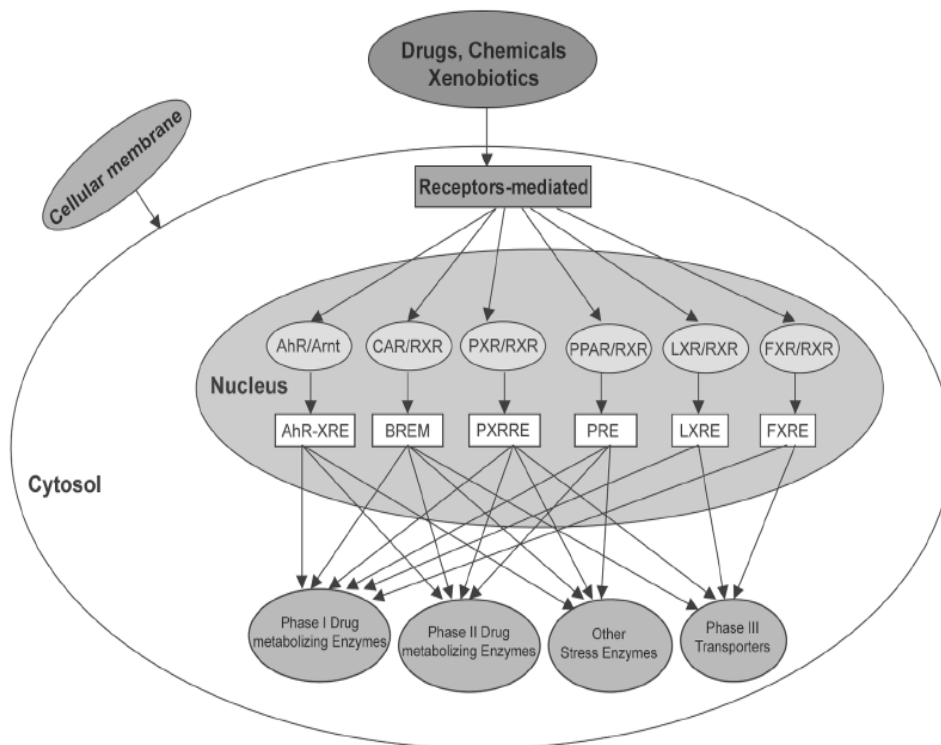 Drugs, Chemicals
Xenobiotics
Cellular membrane
Receptors-mediated
AhR/Arnt
CAR/RXR
PXR/RXR
PPAR/RXR
LXR/RXR
FXR/RXR
Nucleus
AhR-XRE
BREM
PXRRE
PRE
LXRE
FXRE
Cytosol
Phase I Drug
metabolizing Enzymes
Phase II Drug
metabolizing Enzymes
Other
Stress Enzymes
Phase III
Transporters